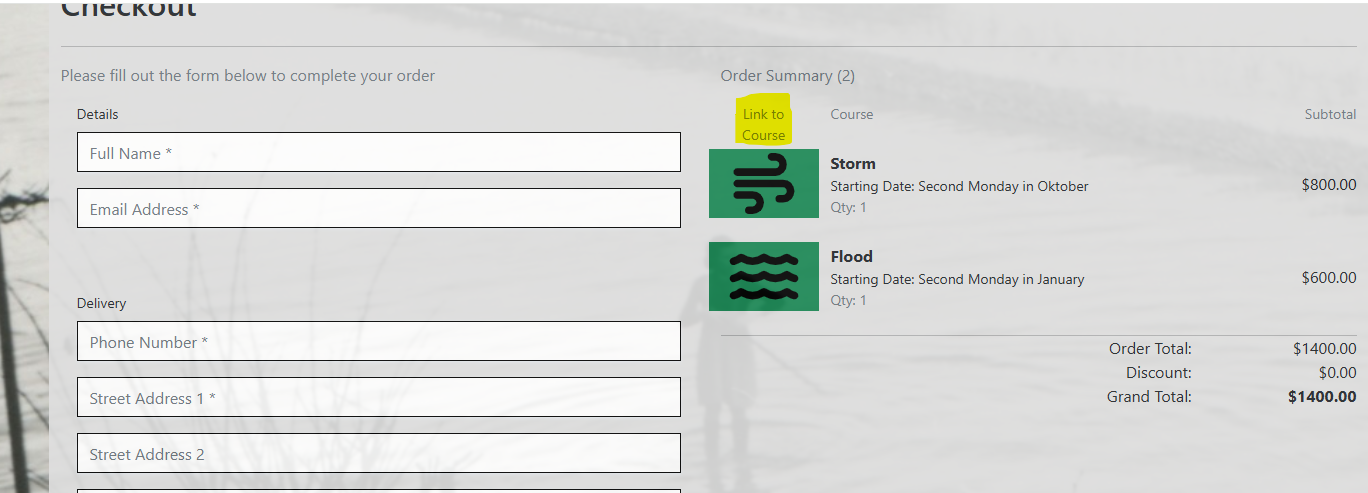 Checkout
Please fill out the form below to complete your order
Details
Full Name *
Email Address *
Delivery
Phone Number *
Street Address 1 *
Street Address 2
Order Summary (2)
Link to
Course
Course
Subtotal
Storm
Starting Date: Second Monday in Oktober
Qty: 1
$800.00
Flood
Starting Date: Second Monday in January
Qty: 1
$600.00
Order Total: $1400.00
Discount: $0.00
Grand Total: $1400.00